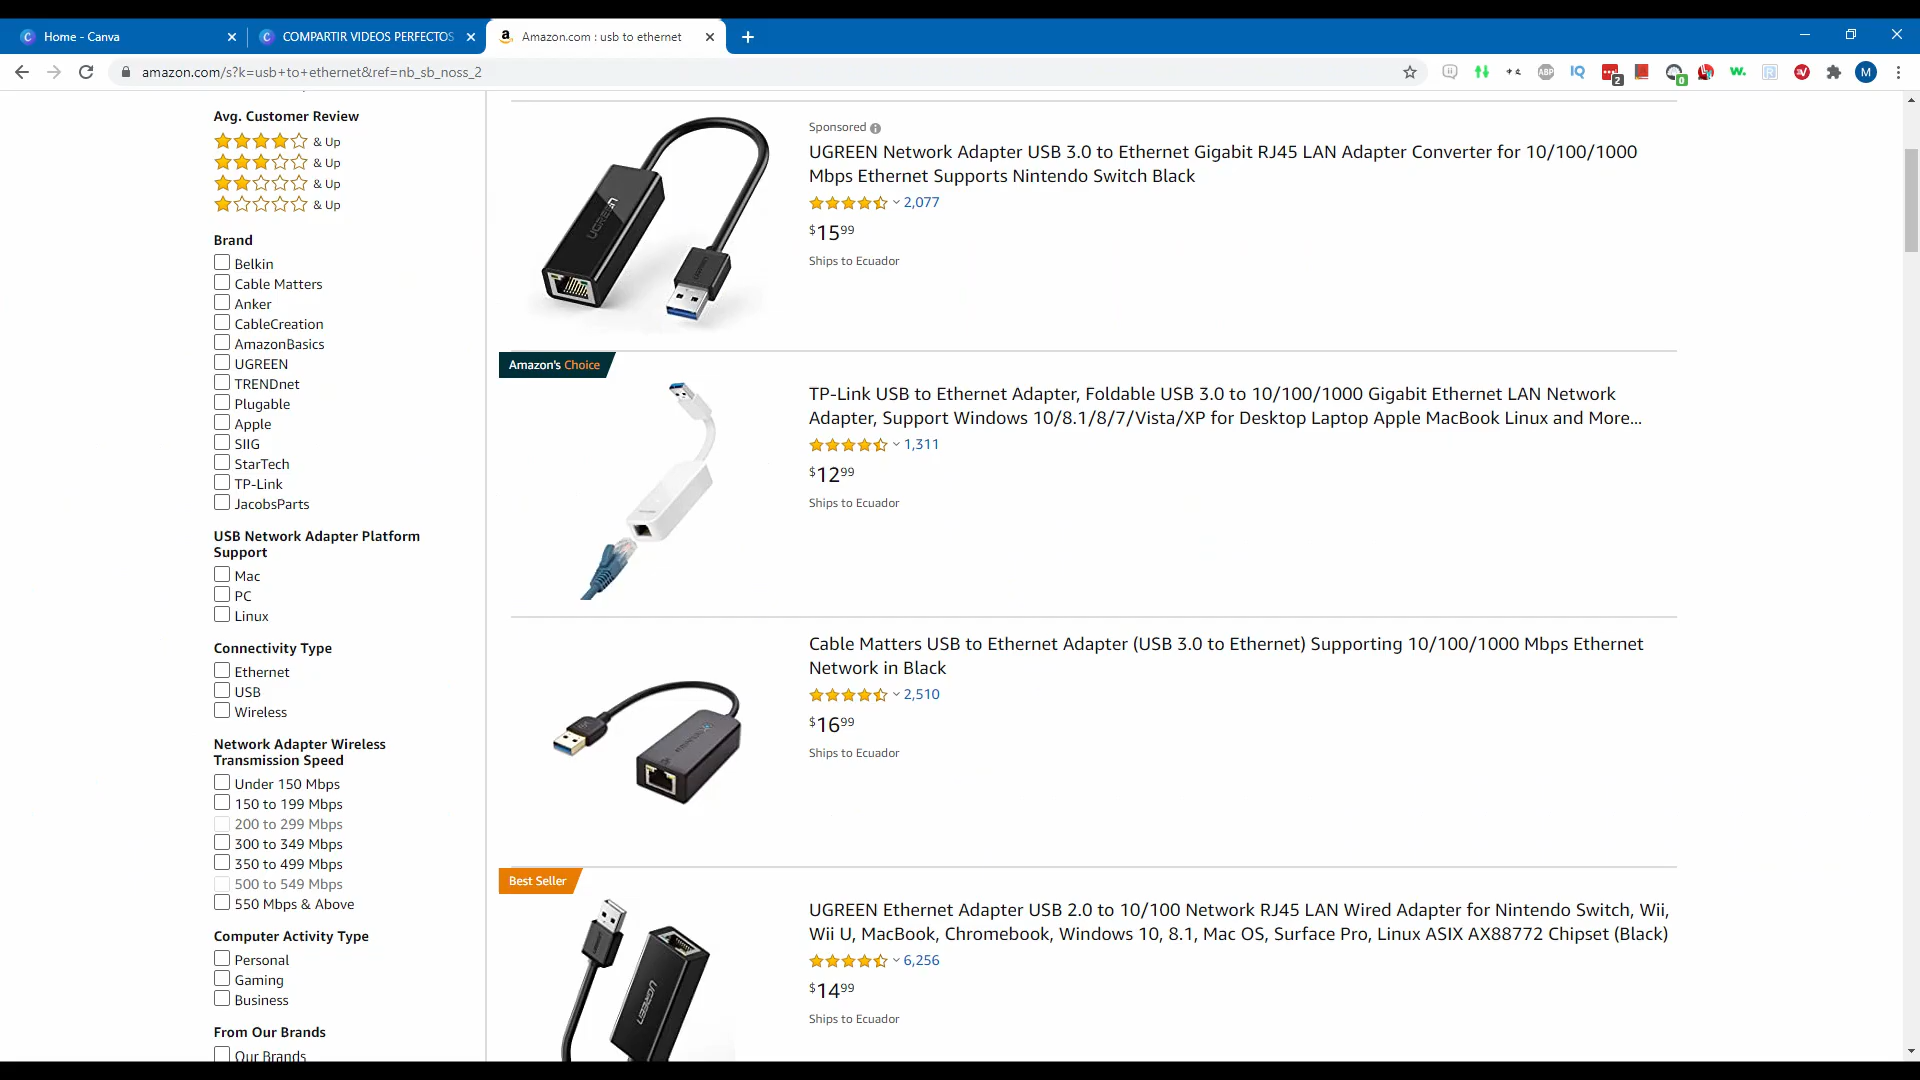 Home - Canva
COMPARTIR VIDEOS PERFECTOS
Amazon.com : usb to ethernet
amazon.com/s?k=usb+to+ethernet&ref=nb_sb_noss_2
ABP
IQ
2
0
w.
M
Avg. Customer Review
& Up
& Up
& Up
& Up
Brand
Belkin
Cable Matters
Anker
CableCreation
AmazonBasics
UGREEN
TRENDnet
Plugable
Apple
SIIG
StarTech
TP-Link
JacobsParts
USB Network Adapter Platform
Support
Mac
PC
Linux
Connectivity Type
Ethernet
USB
Wireless
Network Adapter Wireless
Transmission Speed
Under 150 Mbps
150 to 199 Mbps
200 to 299 Mbps
300 to 349 Mbps
350 to 499 Mbps
500 to 549 Mbps
550 Mbps & Above
Computer Activity Type
Personal
Gaming
Business
From Our Brands
Our Brands
UGREEN
Sponsored
UGREEN Network Adapter USB 3.0 to Ethernet Gigabit RJ45 LAN Adapter Converter for 10/100/1000
Mbps Ethernet Supports Nintendo Switch Black
2,077
$1599
Ships to Ecuador
Amazon's Choice
TP-Link USB to Ethernet Adapter, Foldable USB 3.0 to 10/100/1000 Gigabit Ethernet LAN Network
Adapter, Support Windows 10/8.1/8/7/Vista/XP for Desktop Laptop Apple MacBook Linux and More...
1,311
$1299
Ships to Ecuador
Cable Matters USB to Ethernet Adapter (USB 3.0 to Ethernet) Supporting 10/100/1000 Mbps Ethernet
Network in Black
2,510
$1699
Ships to Ecuador
Best Seller
UGREEN
UGREEN Ethernet Adapter USB 2.0 to 10/100 Network RJ45 LAN Wired Adapter for Nintendo Switch, Wii,
Wii U, MacBook, Chromebook, Windows 10, 8.1, Mac OS, Surface Pro, Linux ASIX AX88772 Chipset (Black)
6,256
$1499
Ships to Ecuador